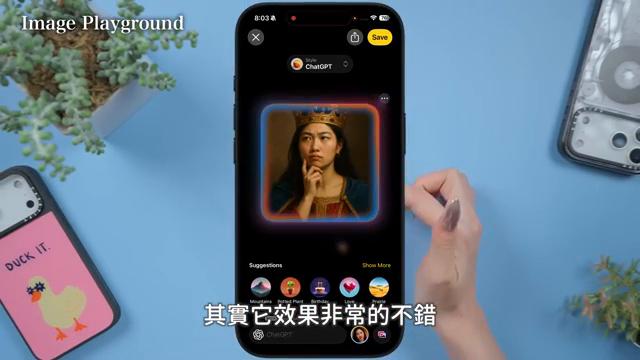 Image Playground
8:03
Save
Style
ChatGPT
DUCK IT.
Suggestions
Show More
Mountains
Potted Plant
Birthday
Love
Prairie
其實它效果非常的不錯
ChatGPT